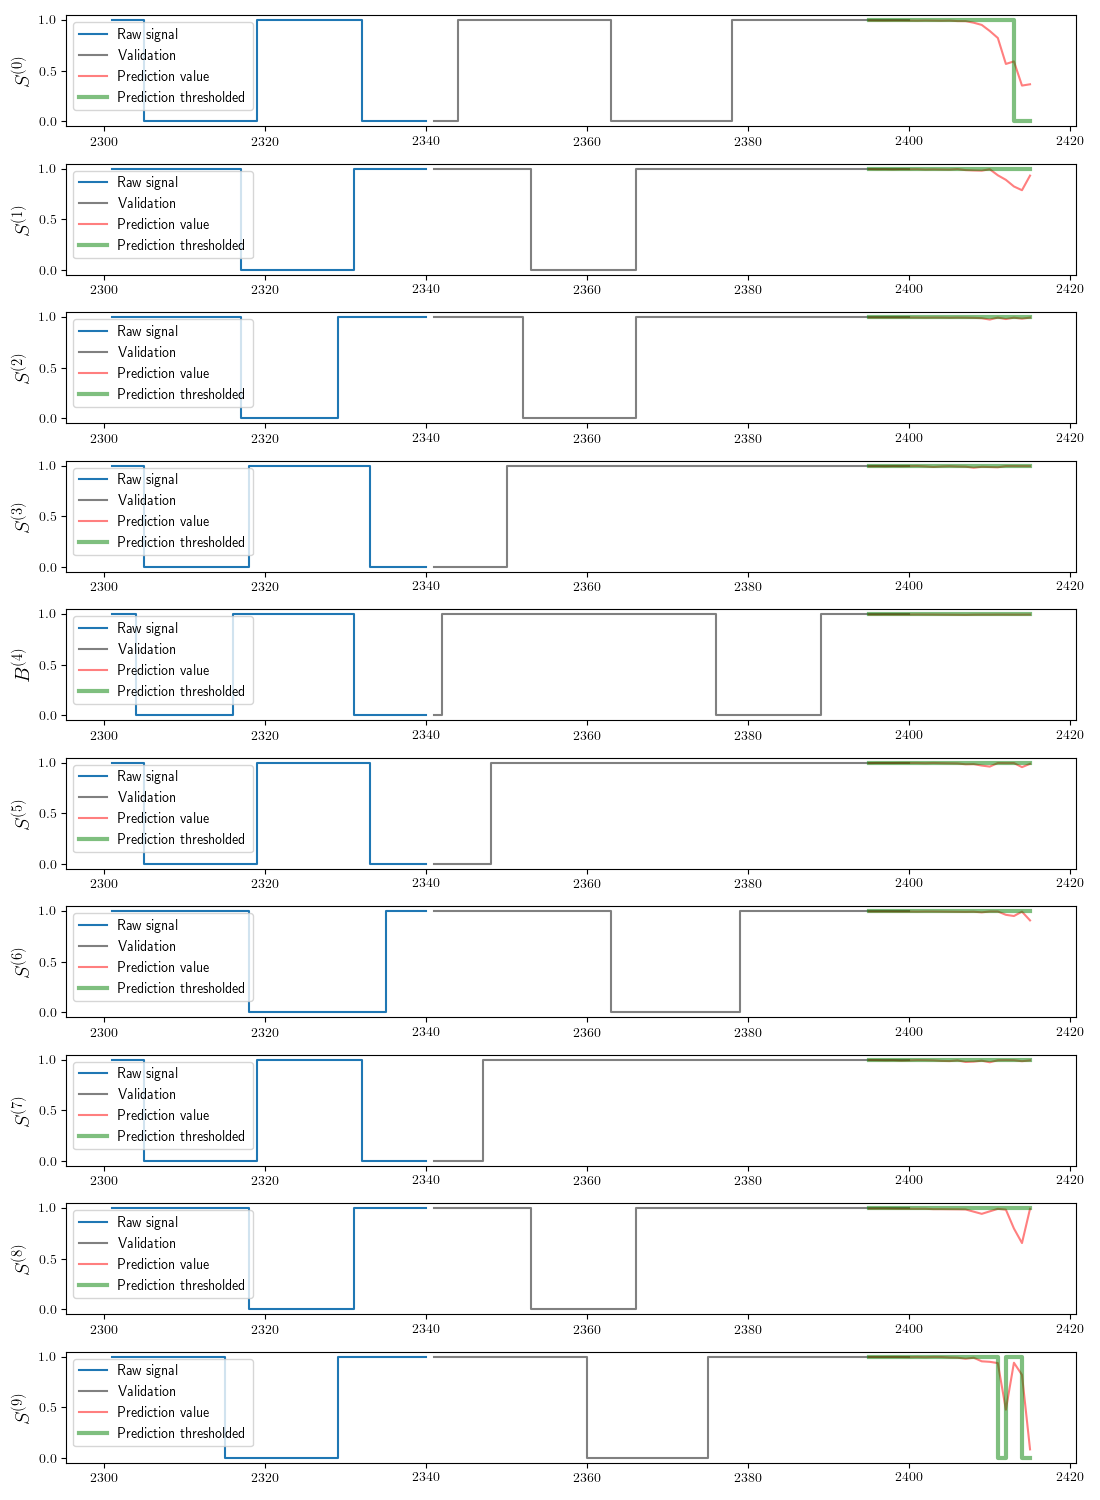 S^(0)
1.0
0.5
0.0
Raw signal
Validation
Prediction value
Prediction thresholded
2300 2320 2340 2360 2380 2400 2420
S^(1)
1.0
0.5
0.0
Raw signal
Validation
Prediction value
Prediction thresholded
2300 2320 2340 2360 2380 2400 2420
S^(2)
1.0
0.5
0.0
Raw signal
Validation
Prediction value
Prediction thresholded
2300 2320 2340 2360 2380 2400 2420
S^(3)
1.0
0.5
0.0
Raw signal
Validation
Prediction value
Prediction thresholded
2300 2320 2340 2360 2380 2400 2420
B^(4)
1.0
0.5
0.0
Raw signal
Validation
Prediction value
Prediction thresholded
2300 2320 2340 2360 2380 2400 2420
S^(5)
1.0
0.5
0.0
Raw signal
Validation
Prediction value
Prediction thresholded
2300 2320 2340 2360 2380 2400 2420
S^(6)
1.0
0.5
0.0
Raw signal
Validation
Prediction value
Prediction thresholded
2300 2320 2340 2360 2380 2400 2420
S^(7)
1.0
0.5
0.0
Raw signal
Validation
Prediction value
Prediction thresholded
2300 2320 2340 2360 2380 2400 2420
S^(8)
1.0
0.5
0.0
Raw signal
Validation
Prediction value
Prediction thresholded
2300 2320 2340 2360 2380 2400 2420
S^(9)
1.0
0.5
0.0
Raw signal
Validation
Prediction value
Prediction thresholded
2300 2320 2340 2360 2380 2400 2420